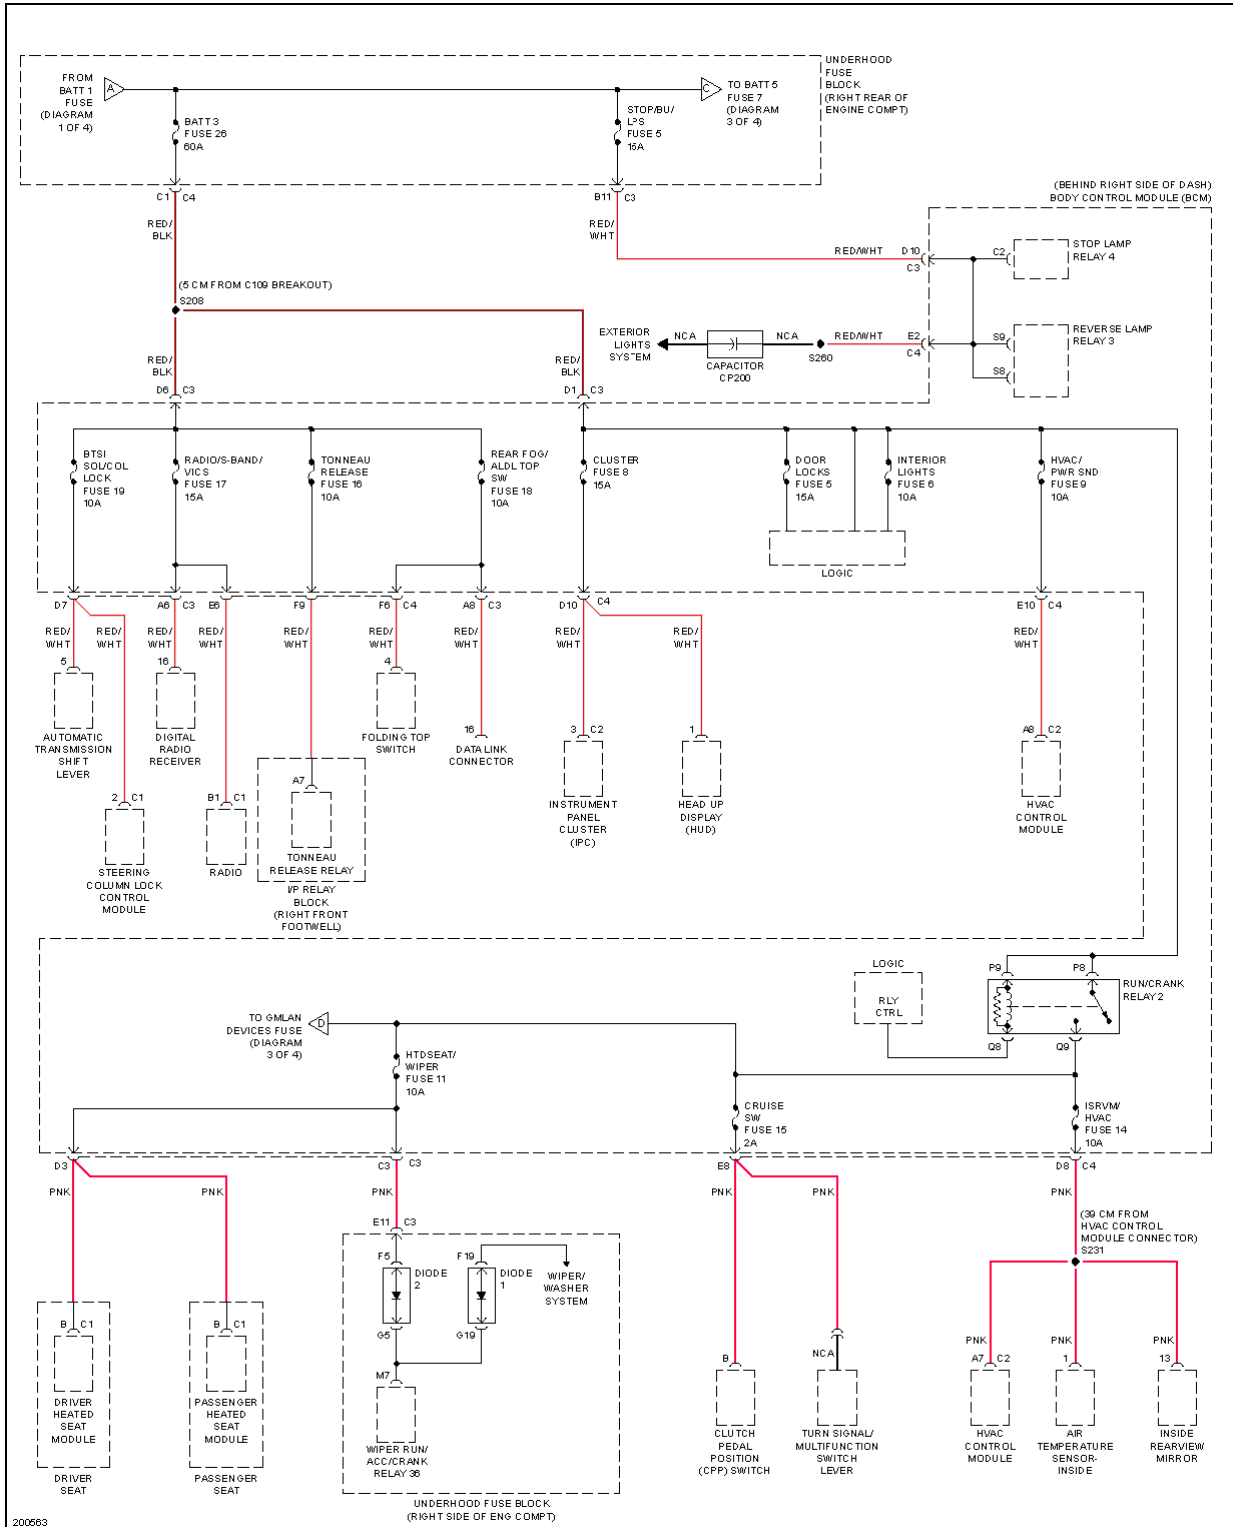 UNDERHOOD
FUSE
BLOCK
(RIGHT REAR OF
ENGINE COMPT)
FROM
BATT 1
FUSE
(DIAGRAM
1 OF 4)
A
BATT 3
FUSE 26
60A
STOP/BU/
LPS
FUSE 5
15A
C
TO BATT 5
FUSE 7
(DIAGRAM
3 OF 4)
C1 C4
B11 C3
RED/
BLK
RED/
WHT
(BEHIND RIGHT SIDE OF DASH)
BODY CONTROL MODULE (BCM)
RED/WHT D10
C3
C2
STOP LAMP
RELAY 4
(5 CM FROM C109 BREAKOUT)
S208
EXTERIOR
LIGHTS
SYSTEM
NCA
CAPACITOR
CP200
NCA
S260
RED/WHT E2
C4
S9
S8
REVERSE LAMP
RELAY 3
RED/
BLK
RED/
BLK
D6 C3
D1 C3
BTSI
SOL/COL
LOCK
FUSE 19
10A
RADIO/S-BAND/
VICS
FUSE 17
15A
TONNEAU
RELEASE
FUSE 16
10A
REAR FOG/
ALDL TOP
SW
FUSE 18
10A
CLUSTER
FUSE 8
15A
DOOR
LOCKS
FUSE 5
15A
INTERIOR
LIGHTS
FUSE 6
10A
HVAC/
PWR SND
FUSE 9
10A
LOGIC
D7
A6 C3
E6
F9
F6 C4
A8 C3
D10 C4
E10 C4
RED/
WHT
RED/
WHT
RED/
WHT
RED/
WHT
RED/
WHT
RED/
WHT
RED/
WHT
RED/
WHT
RED/
WHT
RED/
WHT
5
AUTOMATIC
TRANSMISSION
SHIFT
LEVER
16
DIGITAL
RADIO
RECEIVER
4
FOLDING TOP
SWITCH
16
DATA LINK
CONNECTOR
3 C2
INSTRUMENT
PANEL
CLUSTER
(IPC)
1
HEAD UP
DISPLAY
(HUD)
A8 C2
HVAC
CONTROL
MODULE
2 C1
STEERING
COLUMN LOCK
CONTROL
MODULE
B1 C1
RADIO
A7
TONNEAU
RELEASE RELAY
I/P RELAY
BLOCK
(RIGHT FRONT
FOOTWELL)
LOGIC
RLY
CTRL
P9
P8
RUN/CRANK
RELAY 2
Q8
Q9
TO GMLAN
DEVICES FUSE
(DIAGRAM
3 OF 4)
D
HTDSEAT/
WIPER
FUSE 11
10A
CRUISE
SW
FUSE 15
2A
ISRVM/
HVAC
FUSE 14
10A
D3
C3 C3
E8
D8 C4
PNK
PNK
PNK
PNK
PNK
PNK
(39 CM FROM
HVAC CONTROL
MODULE CONNECTOR)
S231
E11 C3
F5
DIODE
2
G5
F19
DIODE
1
G19
WIPER/
WASHER
SYSTEM
M7
WIPER RUN/
ACC/CRANK
RELAY 36
UNDERHOOD FUSE BLOCK
(RIGHT SIDE OF ENG COMPT)
B C1
DRIVER
HEATED
SEAT
MODULE
DRIVER
SEAT
B C1
PASSENGER
HEATED
SEAT
MODULE
PASSENGER
SEAT
B
CLUTCH
PEDAL
POSITION
(CPP) SWITCH
NCA
TURN SIGNAL/
MULTIFUNCTION
SWITCH
LEVER
PNK
A7 C2
HVAC
CONTROL
MODULE
PNK
1
AIR
TEMPERATURE
SENSOR-
INSIDE
PNK
13
INSIDE
REARVIEW
MIRROR
200563